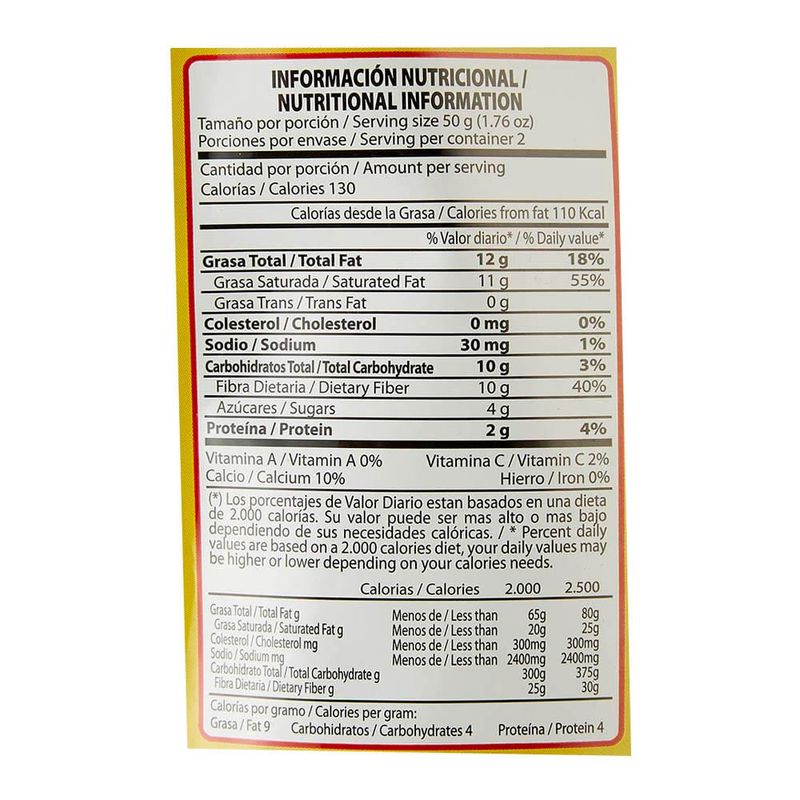 INFORMACIÓN NUTRICIONAL /
NUTRITIONAL INFORMATION
Tamaño por porción / Serving size 50 g (1.76 oz)
Porciones por envase / Serving per container 2
Cantidad por porción / Amount per serving
Calorías / Calories 130
Calorías desde la Grasa / Calories from fat 110 Kcal
% Valor diario* / % Daily value*
Grasa Total / Total Fat 12 g 18%
Grasa Saturada / Saturated Fat 11 g 55%
Grasa Trans / Trans Fat 0 g
Colesterol / Cholesterol 0 mg 0%
Sodio / Sodium 30 mg 1%
Carbohidratos Total / Total Carbohydrate 10 g 3%
Fibra Dietaria / Dietary Fiber 10 g 40%
Azúcares / Sugars 4 g
Proteína / Protein 2 g 4%
Vitamina A / Vitamin A 0% Vitamina C / Vitamin C 2%
Calcio / Calcium 10% Hierro / Iron 0%
(*) Los porcentajes de Valor Diario estan basados en una dieta
de 2.000 calorías. Su valor puede ser mas alto o mas bajo
dependiendo de sus necesidades calóricas. / * Percent daily
values are based on a 2.000 calories diet, your daily values may
be higher or lower depending on your calories needs.
Calorias / Calories 2.000 2.500
Grasa Total / Total Fat g Menos de / Less than 65g 80g
Grasa Saturada / Saturated Fat g Menos de / Less than 20g 25g
Colesterol / Cholesterol mg Menos de / Less than 300mg 300mg
Sodio / Sodium mg Menos de / Less than 2400mg 2400mg
Carbohidrato Total / Total Carbohydrate g 300g 375g
Fibra Dietaria / Dietary Fiber g 25g 30g
Calorías por gramo / Calories per gram:
Grasa / Fat 9 Carbohidratos / Carbohydrates 4 Proteína / Protein 4